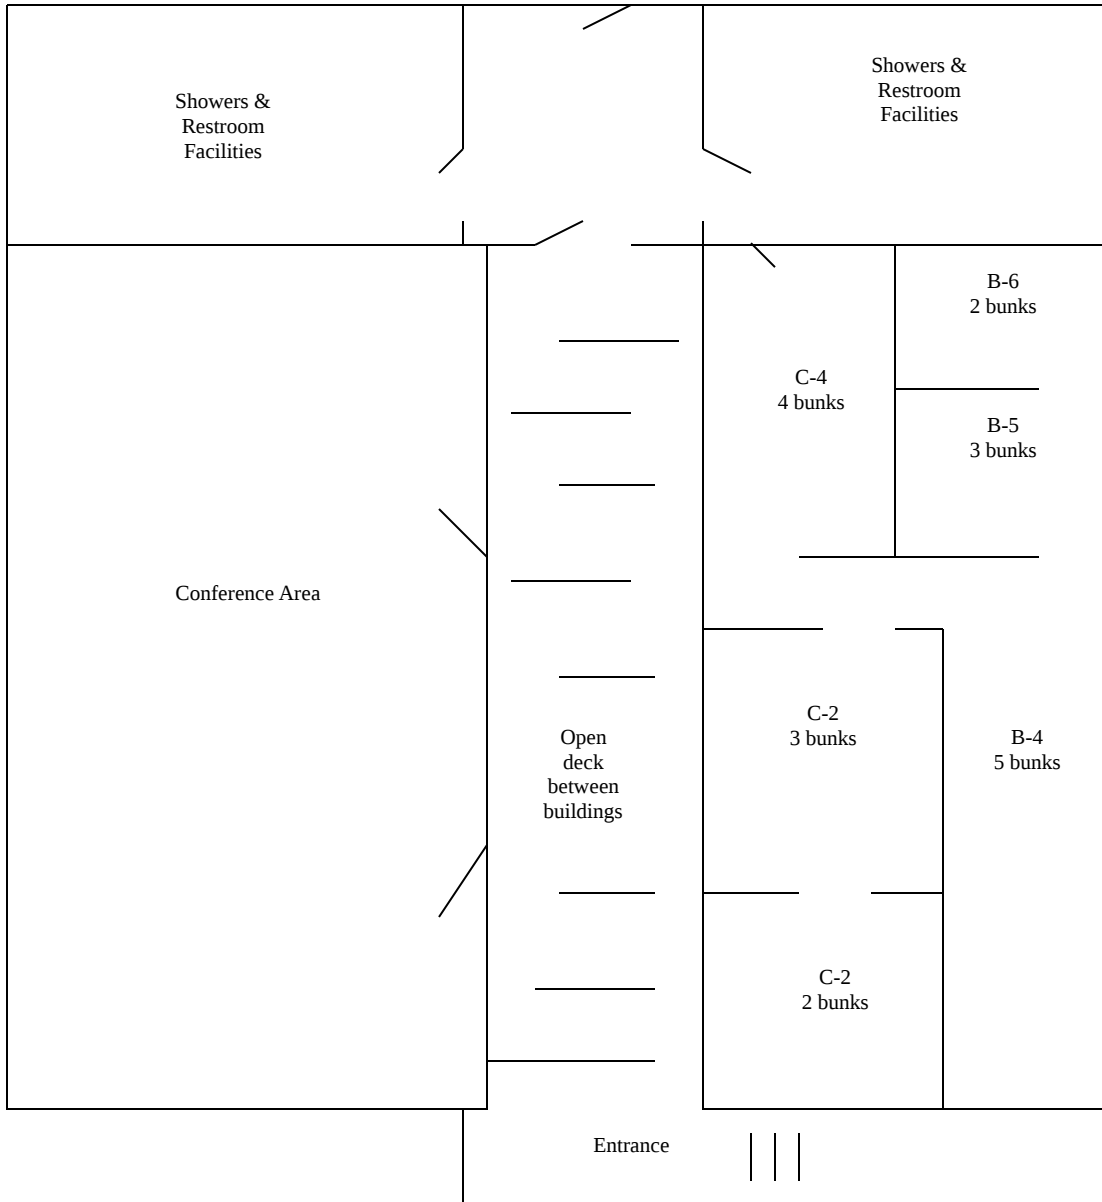 Showers &
Restroom
Facilities
Showers &
Restroom
Facilities
B-6
2 bunks
C-4
4 bunks
B-5
3 bunks
Conference Area
C-2
3 bunks
Open
deck
between
buildings
B-4
5 bunks
C-2
2 bunks
Entrance